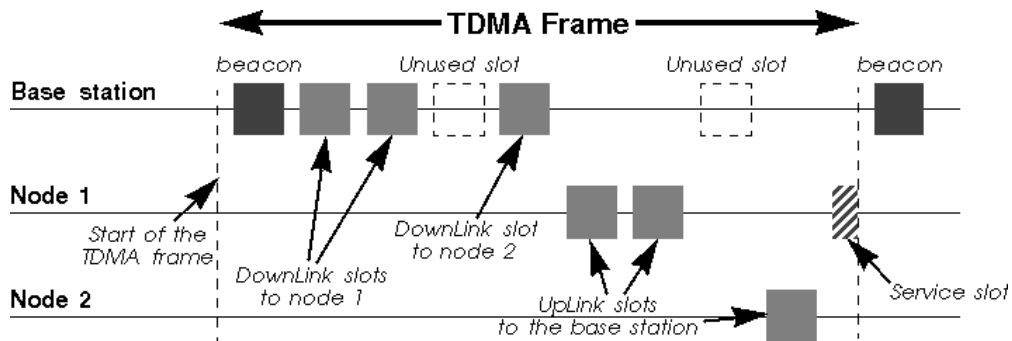 TDMA Frame
beacon
Unused slot
Unused slot
beacon
Base station
Node 1
Start of the
TDMA frame
DownLink slots
to node 1
DownLink slot
to node 2
UpLink slots
to the base station
Service slot
Node 2